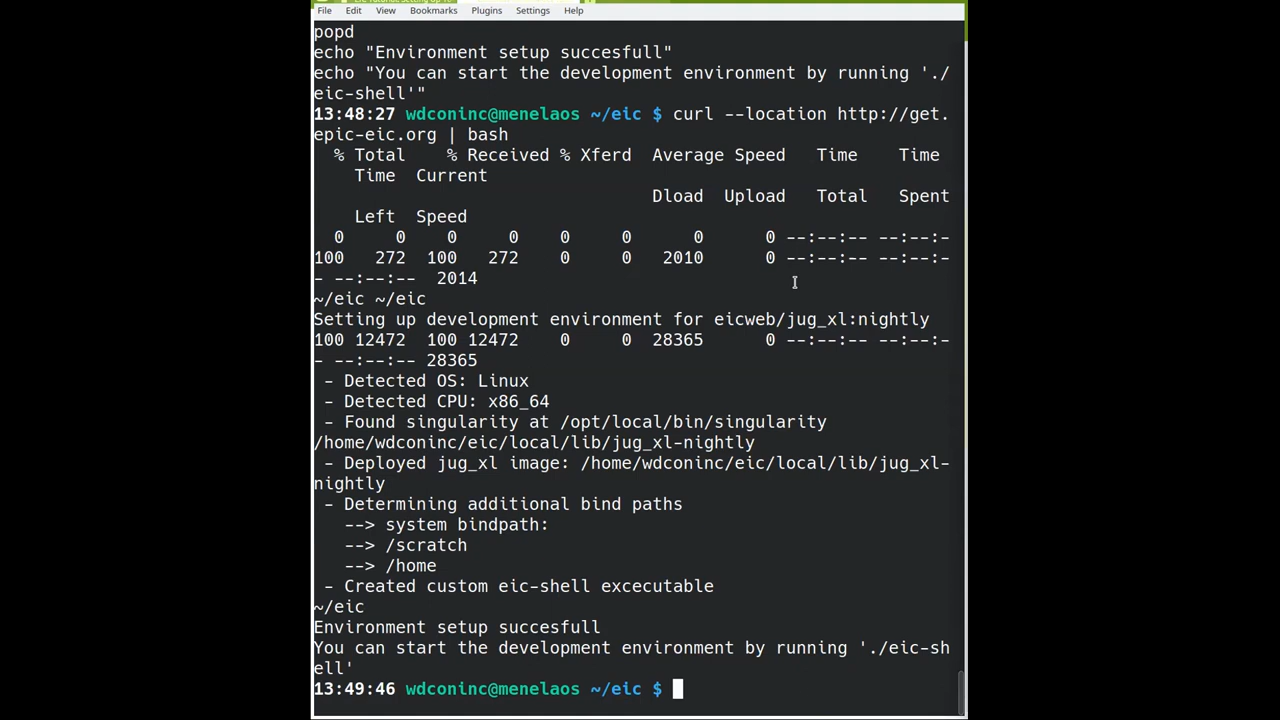 File Edit View Bookmarks Plugins Settings Help
popd
echo "Environment setup succesfull"
echo "You can start the development environment by running './
eic-shell'"
13:48:27 wdconinc@menelaos ~/eic $ curl --location http://get.
epic-eic.org | bash
% Total % Received % Xferd Average Speed Time Time
Time Current
Dload Upload Total Spent
Left Speed
0 0 0 0 0 0 0 0 --:--:-- --:--:-
100 272 100 272 0 0 2010 0 --:--:-- --:--:-
- --:--:-- 2014
~/eic ~/eic
Setting up development environment for eicweb/jug_xl:nightly
100 12472 100 12472 0 0 28365 0 --:--:-- --:--:-
- --:--:-- 28365
- Detected OS: Linux
- Detected CPU: x86_64
- Found singularity at /opt/local/bin/singularity
/home/wdconinc/eic/local/lib/jug_xl-nightly
- Deployed jug_xl image: /home/wdconinc/eic/local/lib/jug_xl-
nightly
- Determining additional bind paths
--> system bindpath:
--> /scratch
--> /home
- Created custom eic-shell excecutable
~/eic
Environment setup succesfull
You can start the development environment by running './eic-sh
ell'
13:49:46 wdconinc@menelaos ~/eic $